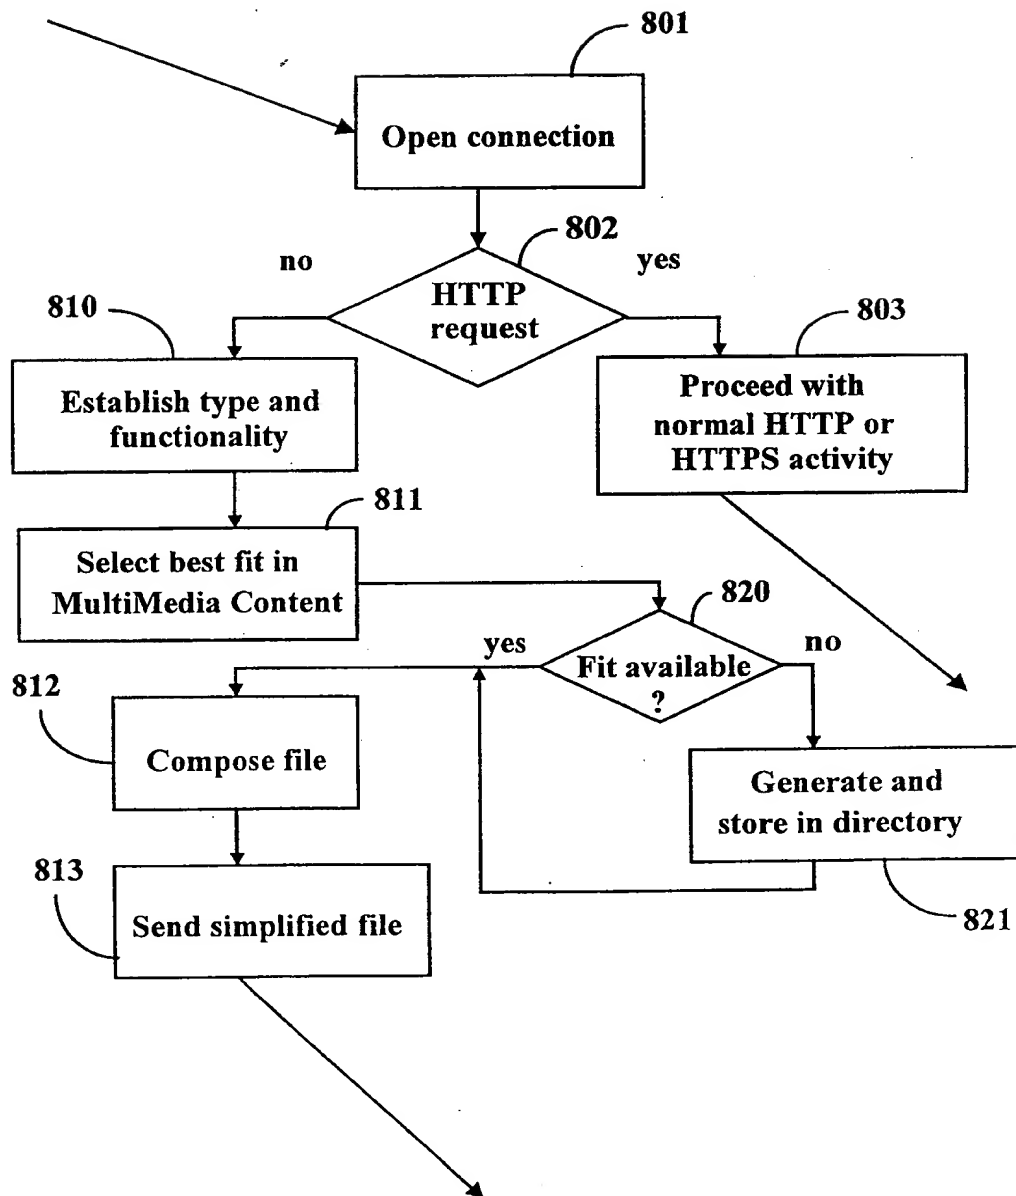 801
Open connection
802
no
yes
HTTP
request
810
803
Establish type and
functionality
Proceed with
normal HTTP or
HTTPS activity
811
Select best fit in
MultiMedia Content
820
yes
no
Fit available
?
812
Compose file
Generate and
store in directory
813
821
Send simplified file